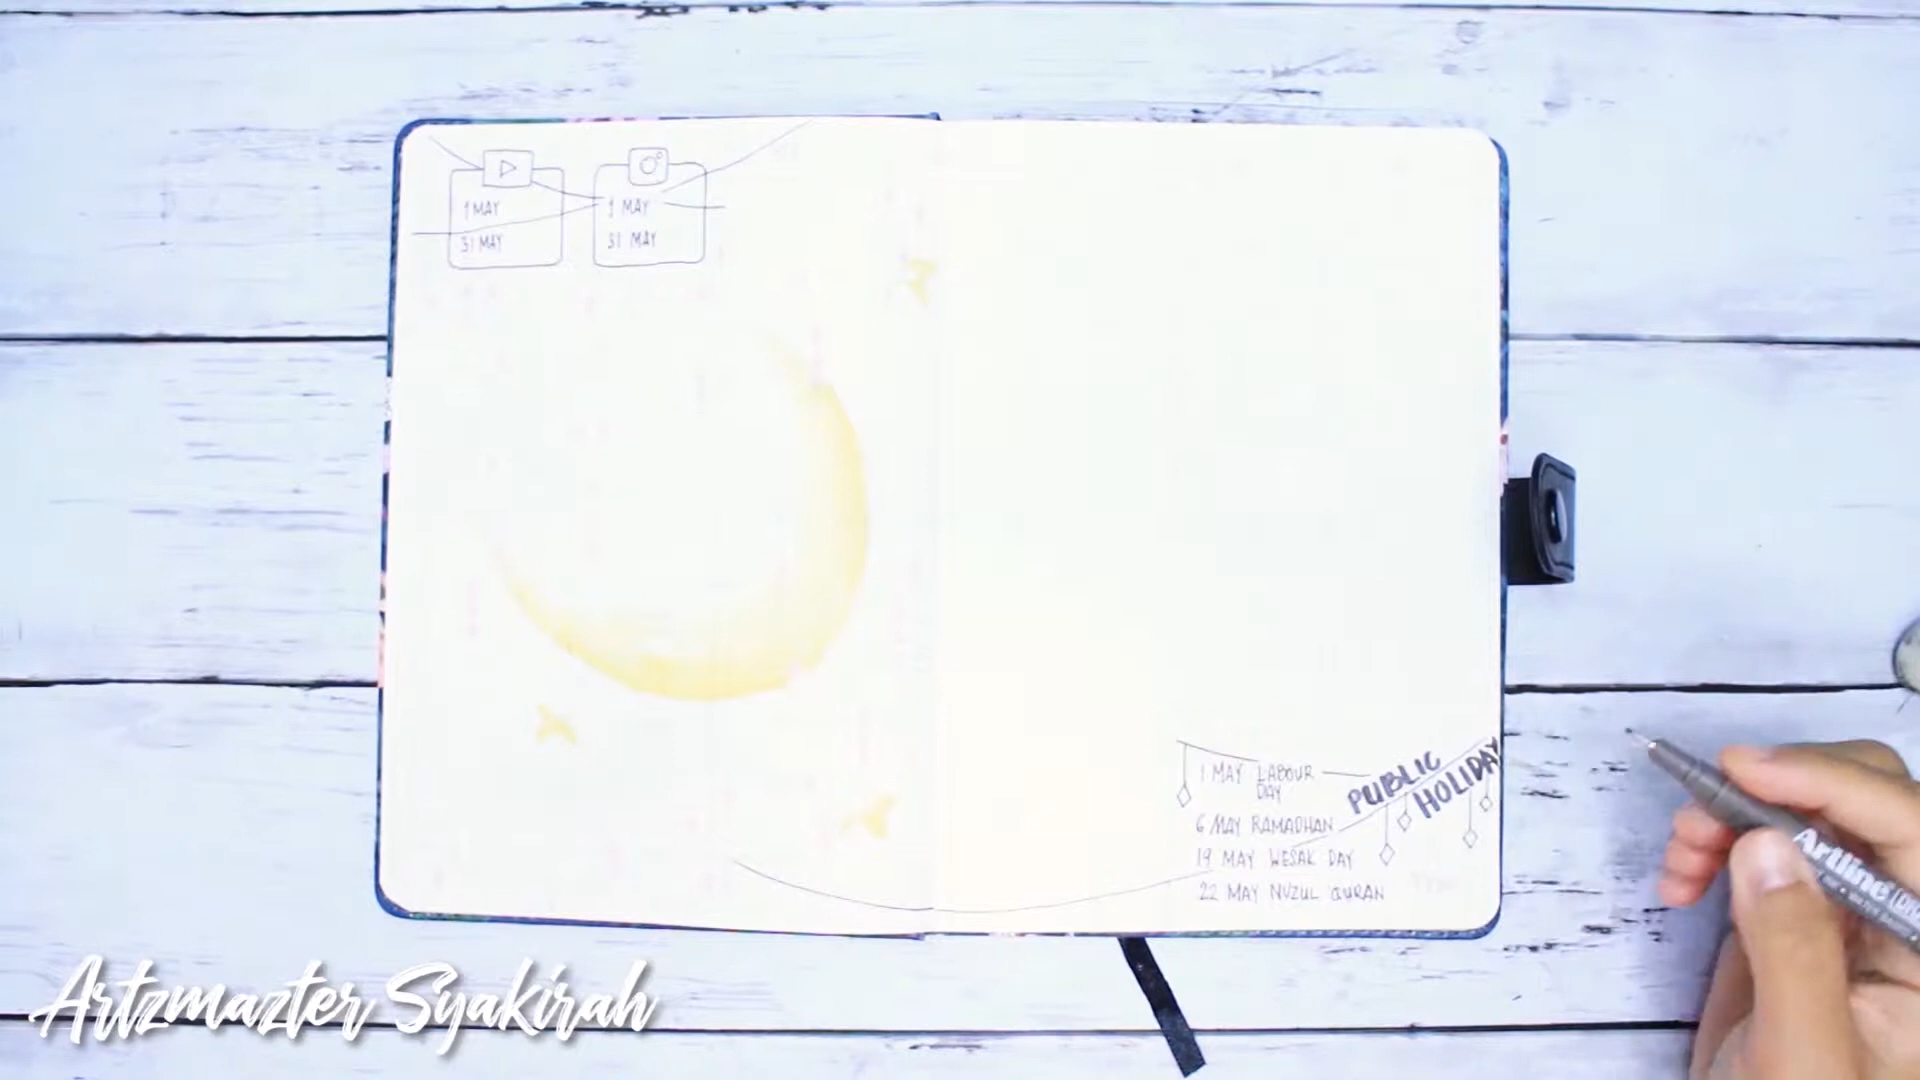 1 MAY
31 MAY
1 MAY
31 MAY
PUBLIC
HOLIDAY
1 MAY LABOUR
DAY
6 MAY RAMADHAN
19 MAY WESAK DAY
22 MAY NUZUL QURAN
Artline
Artzmazter Syakirah